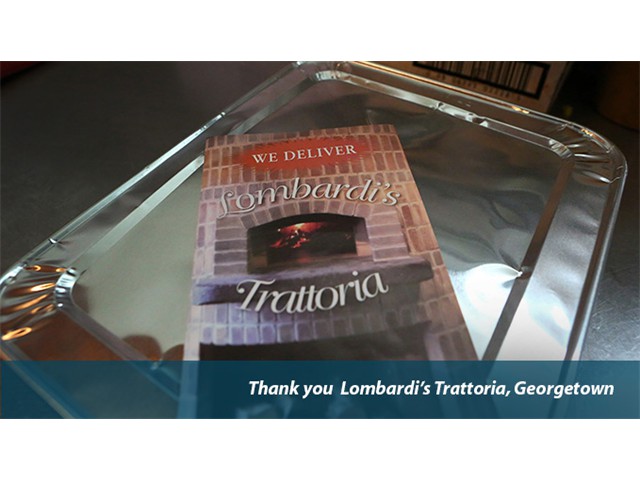 WE DELIVER
Lombardi's
Trattoria
Thank you Lombardi's Trattoria, Georgetown